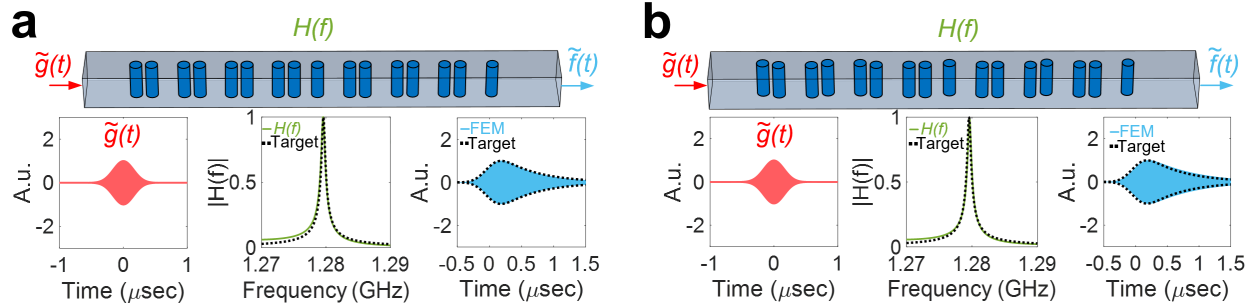 a
H(f)
g̃(t)
f̃(t)
3
2
0
-2
A.u.
g̃(t)
-1
0
1
Time (μsec)
1
0.5
0
|H(f)|
H(f)
Target
1.27
1.28
1.29
Frequency (GHz)
2
0
-2
A.u.
FEM
Target
-0.5
0
0.5
1.5
Time (μsec)
b
H(f)
g̃(t)
f̃(t)
2
0
-2
A.u.
g̃(t)
-1
0
1
Time (μsec)
1
0.5
0
|H(f)|
H(f)
Target
1.27
1.28
1.29
Frequency (GHz)
2
0
-2
A.u.
FEM
Target
-0.5
0
0.5
1.5
Time (μsec)